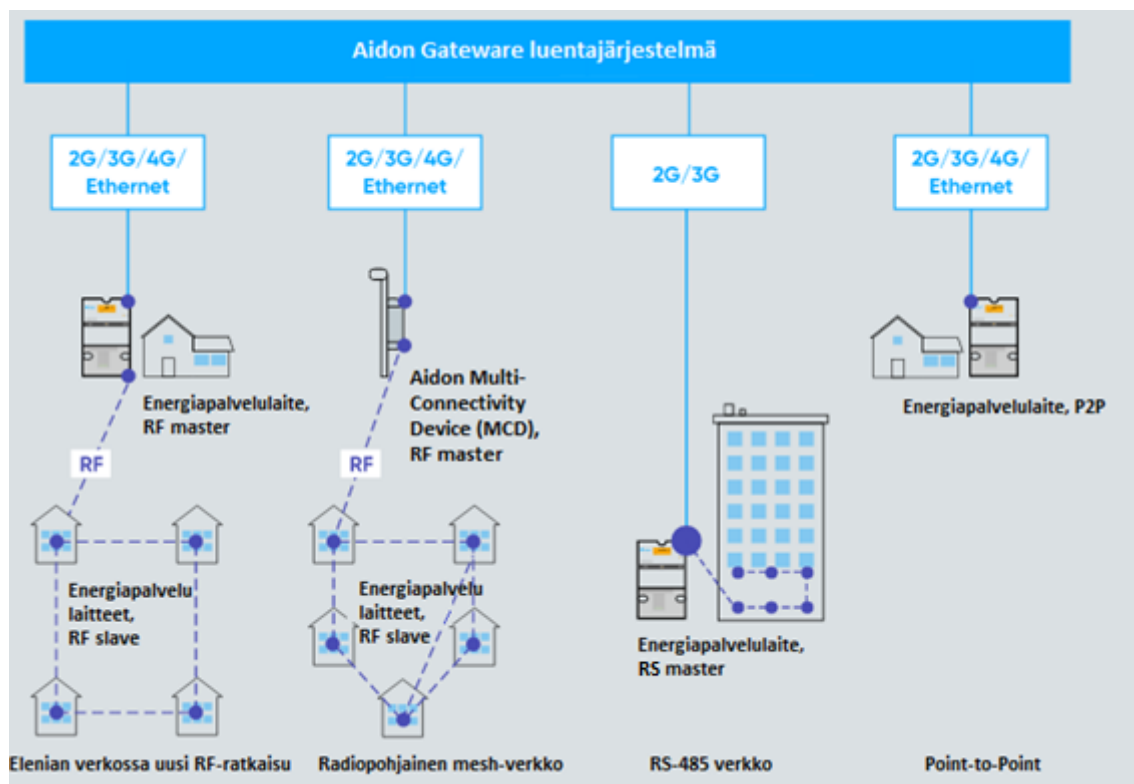 Aidon Gateware luentajärjestelmä
2G/3G/4G/
Ethernet
2G/3G/4G/
Ethernet
2G/3G
2G/3G/4G/
Ethernet
Energiapalvelulaite,
RF master
RF
Energiapalvelu
laitteet,
RF slave
Elenian verkossa uusi RF-ratkaisu
Aidon Multi-
Connectivity
Device (MCD),
RF master
RF
Energiapalvelu
laitteet,
RF slave
Radiopohjainen mesh-verkko
Energiapalvelulaite,
RS master
RS-485 verkko
Energiapalvelulaite, P2P
Point-to-Point